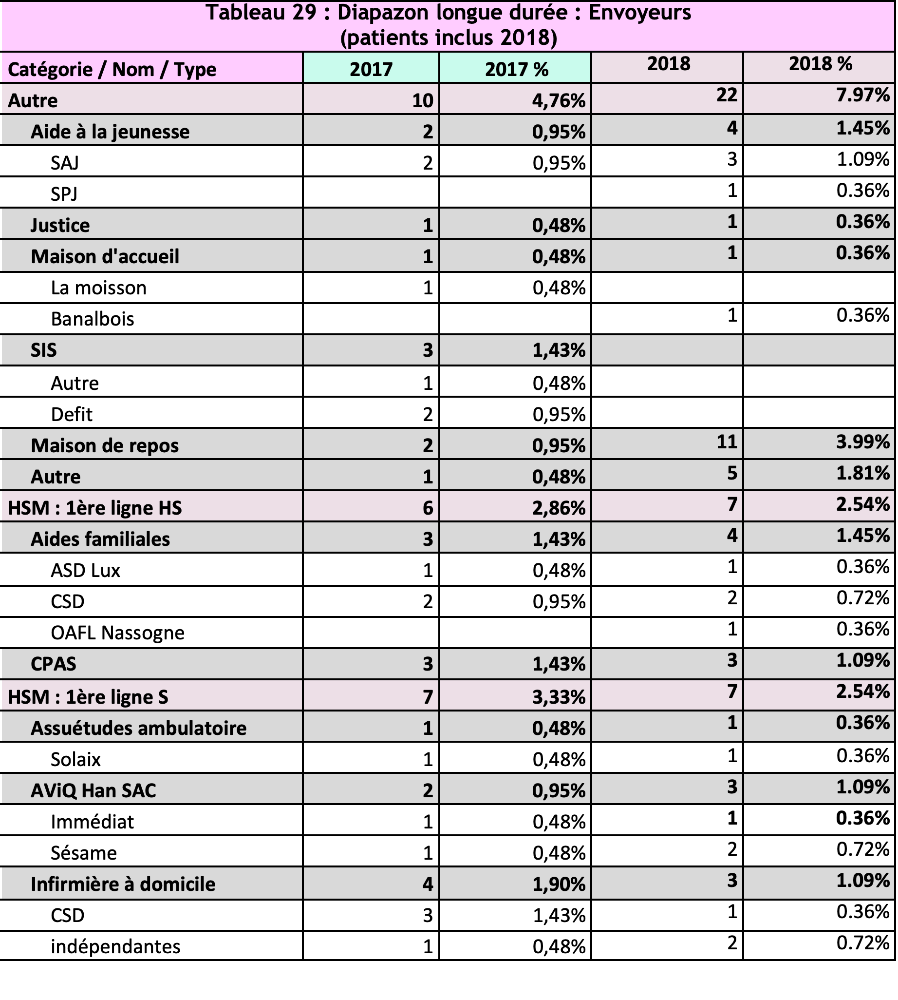 Tableau 29 : Diapazon longue durée : Envoyeurs
(patients inclus 2018)
Catégorie / Nom / Type 2017 2017 % 2018 2018 %
Autre 10 4,76% 22 7.97%
Aide à la jeunesse 2 0,95% 4 1.45%
SAJ 2 0,95% 3 1.09%
SPJ 1 0.36%
Justice 1 0,48% 1 0.36%
Maison d'accueil 1 0,48% 1 0.36%
La moisson 1 0,48%
Banalbois 1 0.36%
SIS 3 1,43%
Autre 1 0,48%
Defit 2 0,95%
Maison de repos 2 0,95% 11 3.99%
Autre 1 0,48% 5 1.81%
HSM : 1ère ligne HS 6 2,86% 7 2.54%
Aides familiales 3 1,43% 4 1.45%
ASD Lux 1 0,48% 1 0.36%
CSD 2 0,95% 2 0.72%
OAFL Nassogne 1 0.36%
CPAS 3 1,43% 3 1.09%
HSM : 1ère ligne S 7 3,33% 7 2.54%
Assuétudes ambulatoire 1 0,48% 1 0.36%
Solaix 1 0,48% 1 0.36%
AViQ Han SAC 2 0,95% 3 1.09%
Immédiat 1 0,48% 1 0.36%
Sésame 1 0,48% 2 0.72%
Infirmière à domicile 4 1,90% 3 1.09%
CSD 3 1,43% 1 0.36%
indépendantes 1 0,48% 2 0.72%